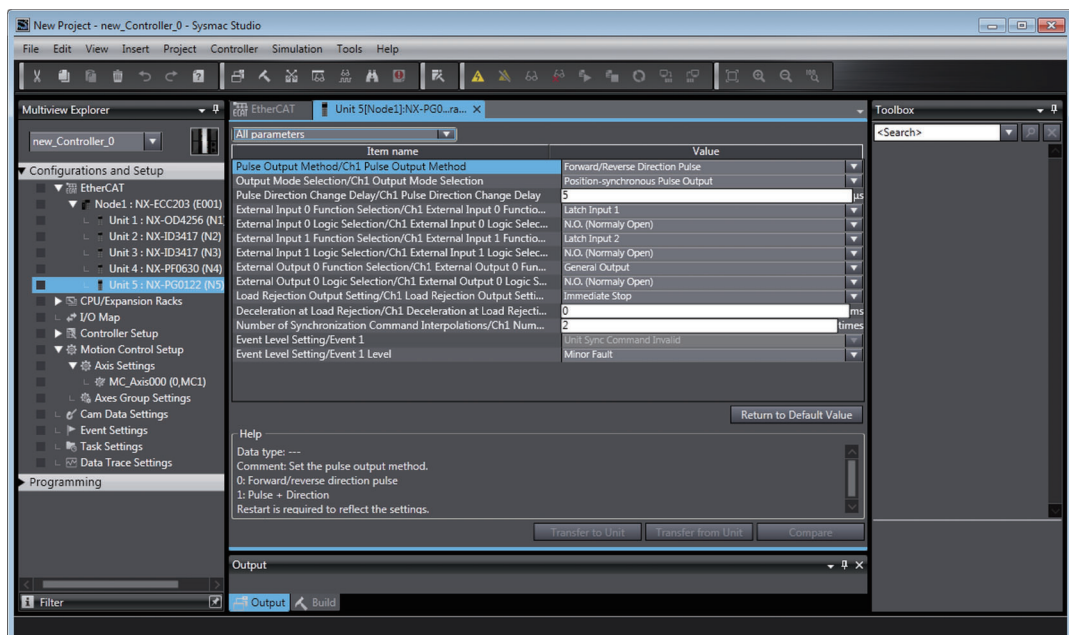 New Project - new_Controller_0 - Sysmac Studio
File Edit View Insert Project Controller Simulation Tools Help
Multiview Explorer
new_Controller_0
Configurations and Setup
EtherCAT
Node1 : NX-ECC203 (E001)
Unit 1 : NX-OD4256 (N1
Unit 2 : NX-ID3417 (N2)
Unit 3 : NX-ID3417 (N3)
Unit 4 : NX-PF0630 (N4)
Unit 5 : NX-PG0122 (N5)
CPU/Expansion Racks
I/O Map
Controller Setup
Motion Control Setup
Axis Settings
MC_Axis000 (0,MC1)
Axes Group Settings
Cam Data Settings
Event Settings
Task Settings
Data Trace Settings
Programming
Filter
EtherCAT
Unit 5[Node1]:NX-PG0...ra...
All parameters
Item name Value
Pulse Output Method/Ch1 Pulse Output Method Forward/Reverse Direction Pulse
Output Mode Selection/Ch1 Output Mode Selection Position-synchronous Pulse Output
Pulse Direction Change Delay/Ch1 Pulse Direction Change Delay 5 µs
External Input 0 Function Selection/Ch1 External Input 0 Functio... Latch Input 1
External Input 0 Logic Selection/Ch1 External Input 0 Logic Selec... N.O. (Normaly Open)
External Input 1 Function Selection/Ch1 External Input 1 Functio... Latch Input 2
External Input 1 Logic Selection/Ch1 External Input 1 Logic Selec... N.O. (Normaly Open)
External Output 0 Function Selection/Ch1 External Output 0 Fun... General Output
External Output 0 Logic Selection/Ch1 External Output 0 Logic S... N.O. (Normaly Open)
Load Rejection Output Setting/Ch1 Load Rejection Output Setti... Immediate Stop
Deceleration at Load Rejection/Ch1 Deceleration at Load Rejecti... 0 ms
Number of Synchronization Command Interpolations/Ch1 Num... 2 times
Event Level Setting/Event 1 Unit Sync Command Invalid
Event Level Setting/Event 1 Level Minor Fault
Return to Default Value
Help
Data type: ---
Comment: Set the pulse output method.
0: Forward/reverse direction pulse
1: Pulse + Direction
Restart is required to reflect the settings.
Transfer to Unit Transfer from Unit Compare
Output
Output Build
Toolbox
<Search>